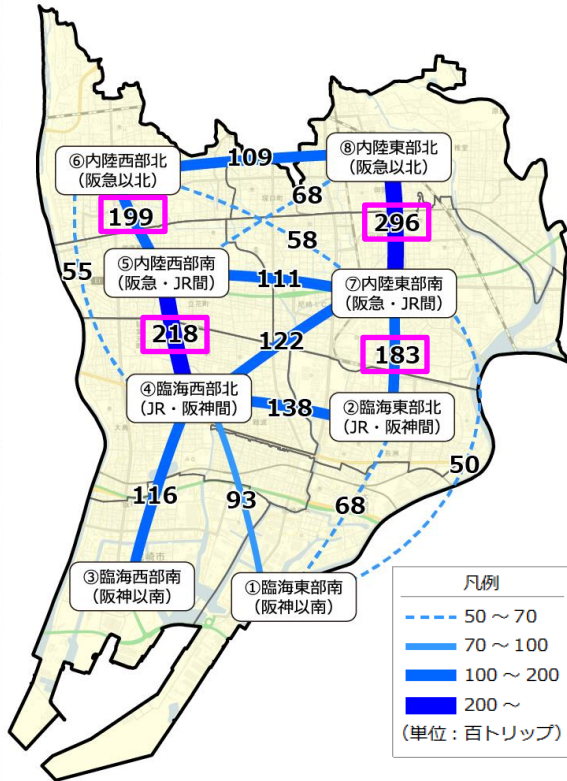 ⑥内陸西部北
(阪急以北)
109
⑧内陸東部北
(阪急以北)
68
199
296
58
55
⑤内陸西部南
(阪急・JR間)
111
⑦内陸東部南
(阪急・JR間)
218
122
183
④臨海西部北
(JR・阪神間)
138
②臨海東部北
(JR・阪神間)
50
116
93
68
③臨海西部南
(阪神以南)
①臨海東部南
(阪神以南)
凡例
50 ～ 70
70 ～ 100
100 ～ 200
200 ～
(単位：百トリップ)